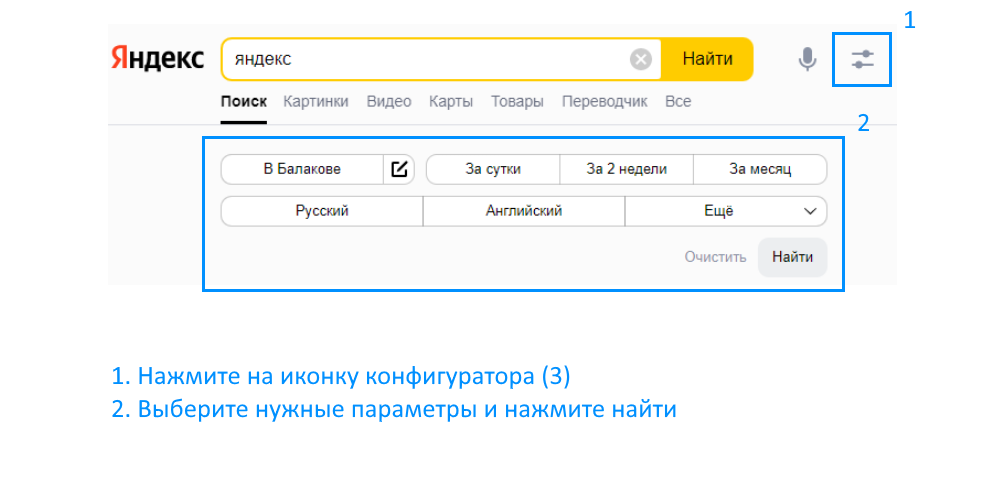 1
Яндекс яндекс Найти
Поиск Картинки Видео Карты Товары Переводчик Все
2
В Балакове За сутки За 2 недели За месяц
Русский Английский Ещё
Очистить Найти
1. Нажмите на иконку конфигуратора (3)
2. Выберите нужные параметры и нажмите найти